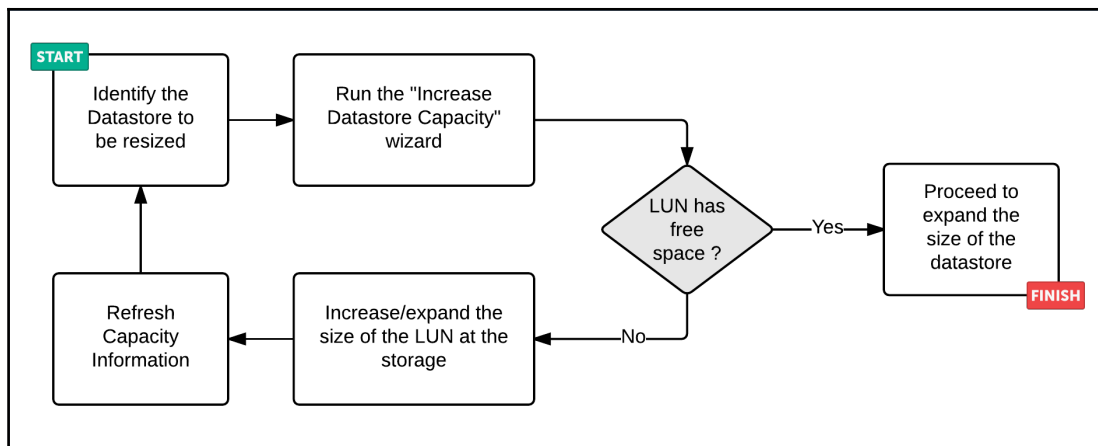 START
Identify the
Datastore to
be resized
Run the "Increase
Datastore Capacity"
wizard
LUN has
free
space ?
Yes
Proceed to
expand the
size of the
datastore
FINISH
No
Increase/expand the
size of the LUN at the
storage
Refresh
Capacity
Information